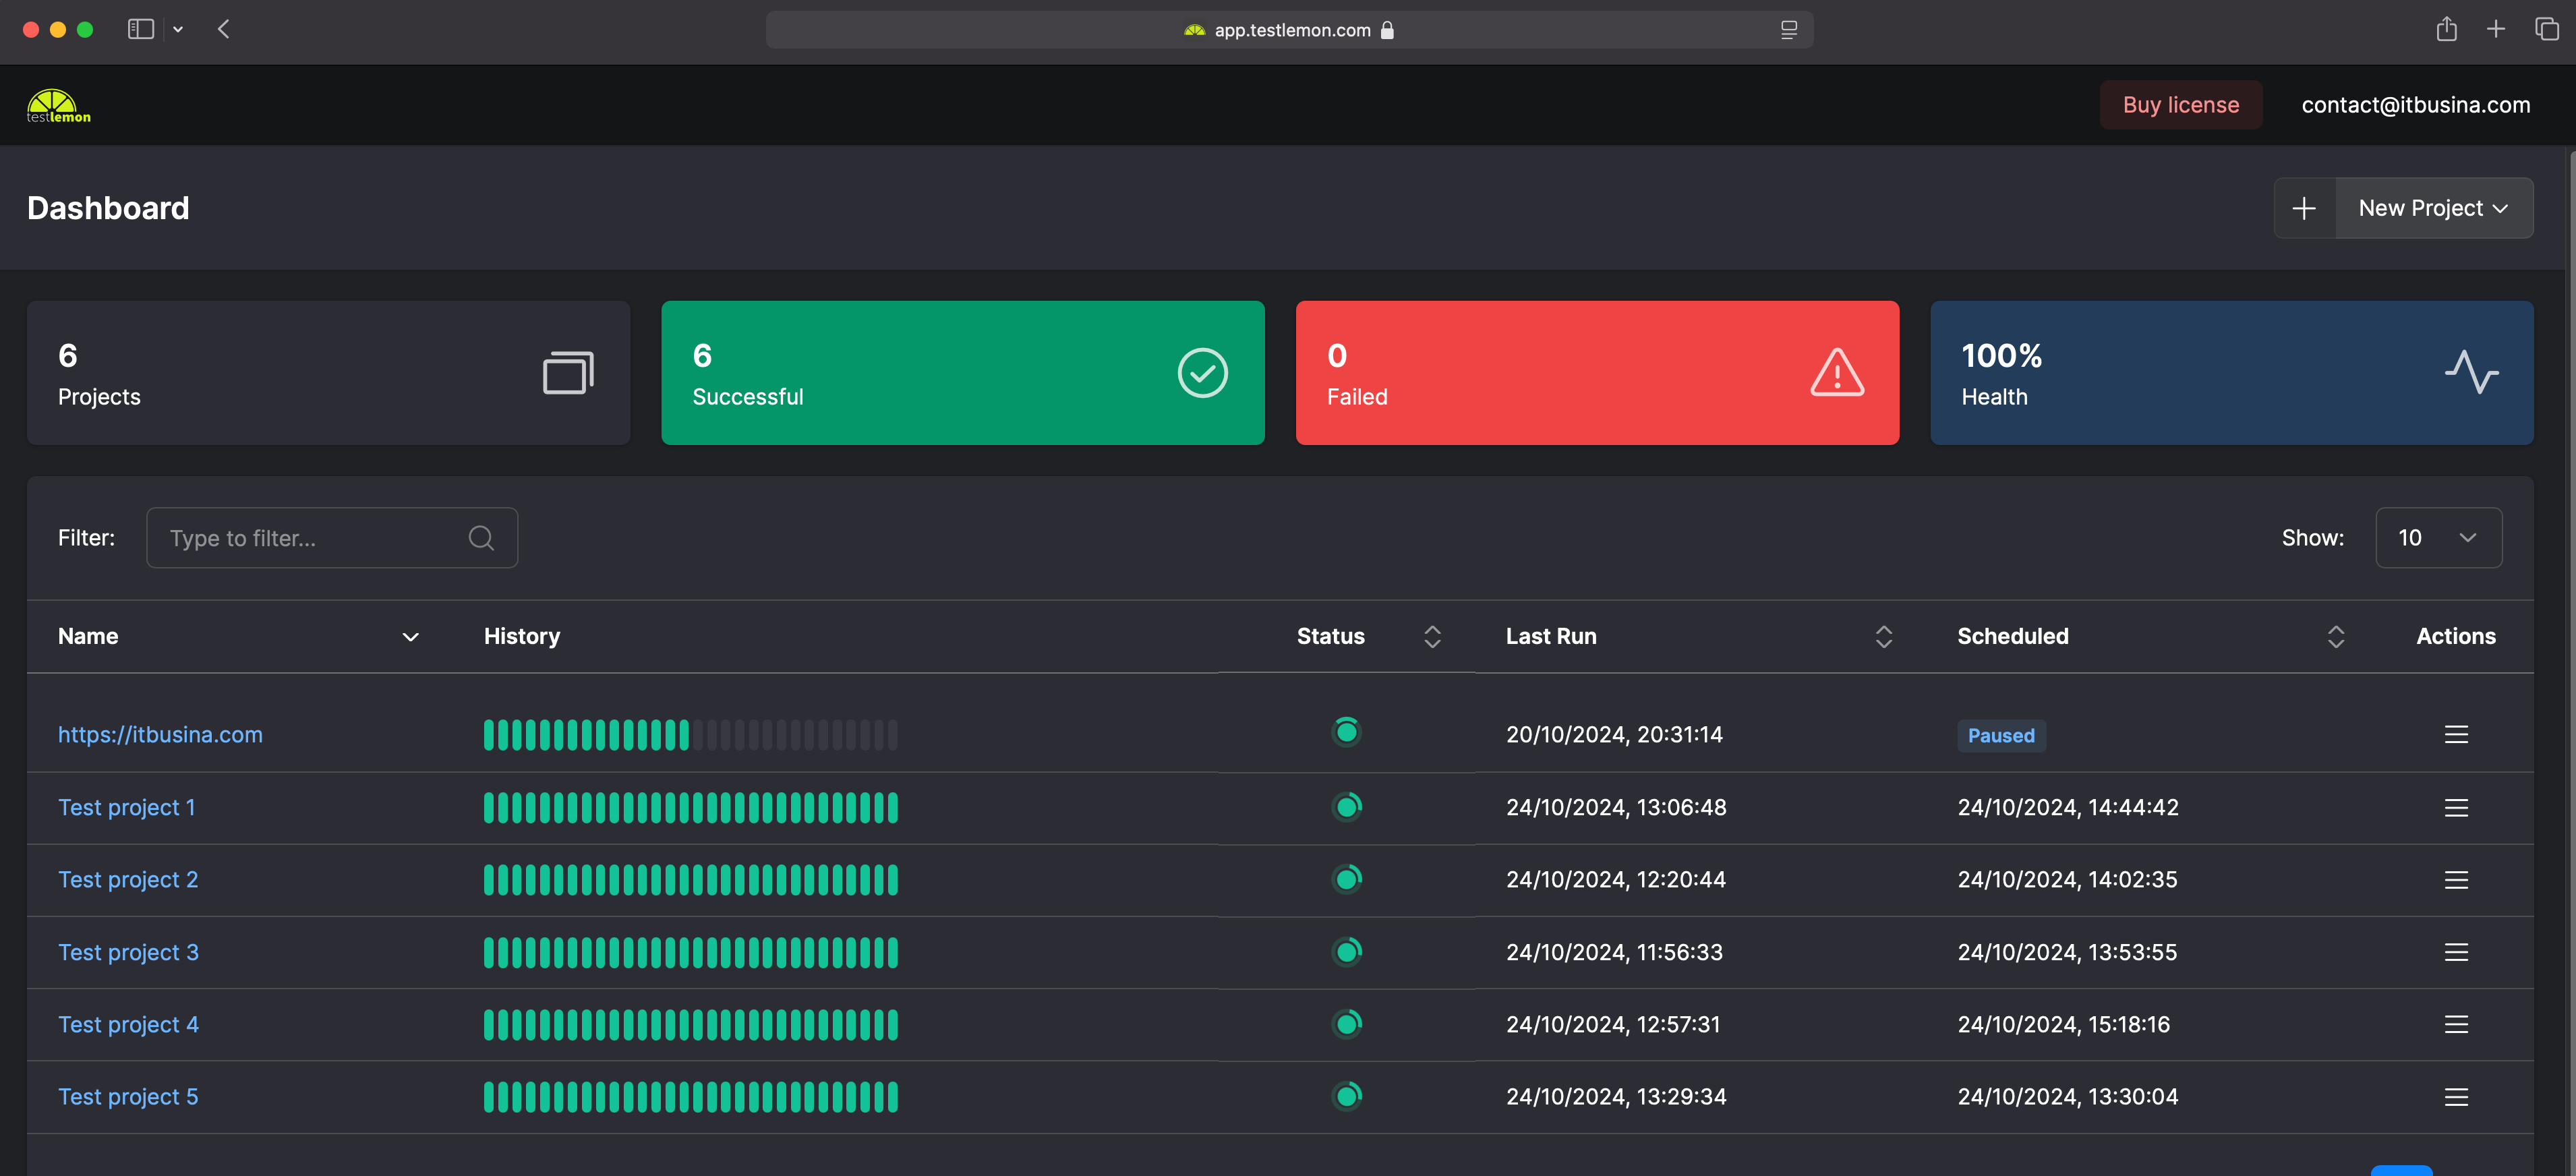 app.testlemon.com
testlemon
Buy license
contact@itbusina.com
Dashboard
New Project
6
Projects
6
Successful
0
Failed
100%
Health
Filter: Type to filter...
Show: 10
Name History Status Last Run Scheduled Actions
https://itbusina.com 20/10/2024, 20:31:14 Paused
Test project 1 24/10/2024, 13:06:48 24/10/2024, 14:44:42
Test project 2 24/10/2024, 12:20:44 24/10/2024, 14:02:35
Test project 3 24/10/2024, 11:56:33 24/10/2024, 13:53:55
Test project 4 24/10/2024, 12:57:31 24/10/2024, 15:18:16
Test project 5 24/10/2024, 13:29:34 24/10/2024, 13:30:04